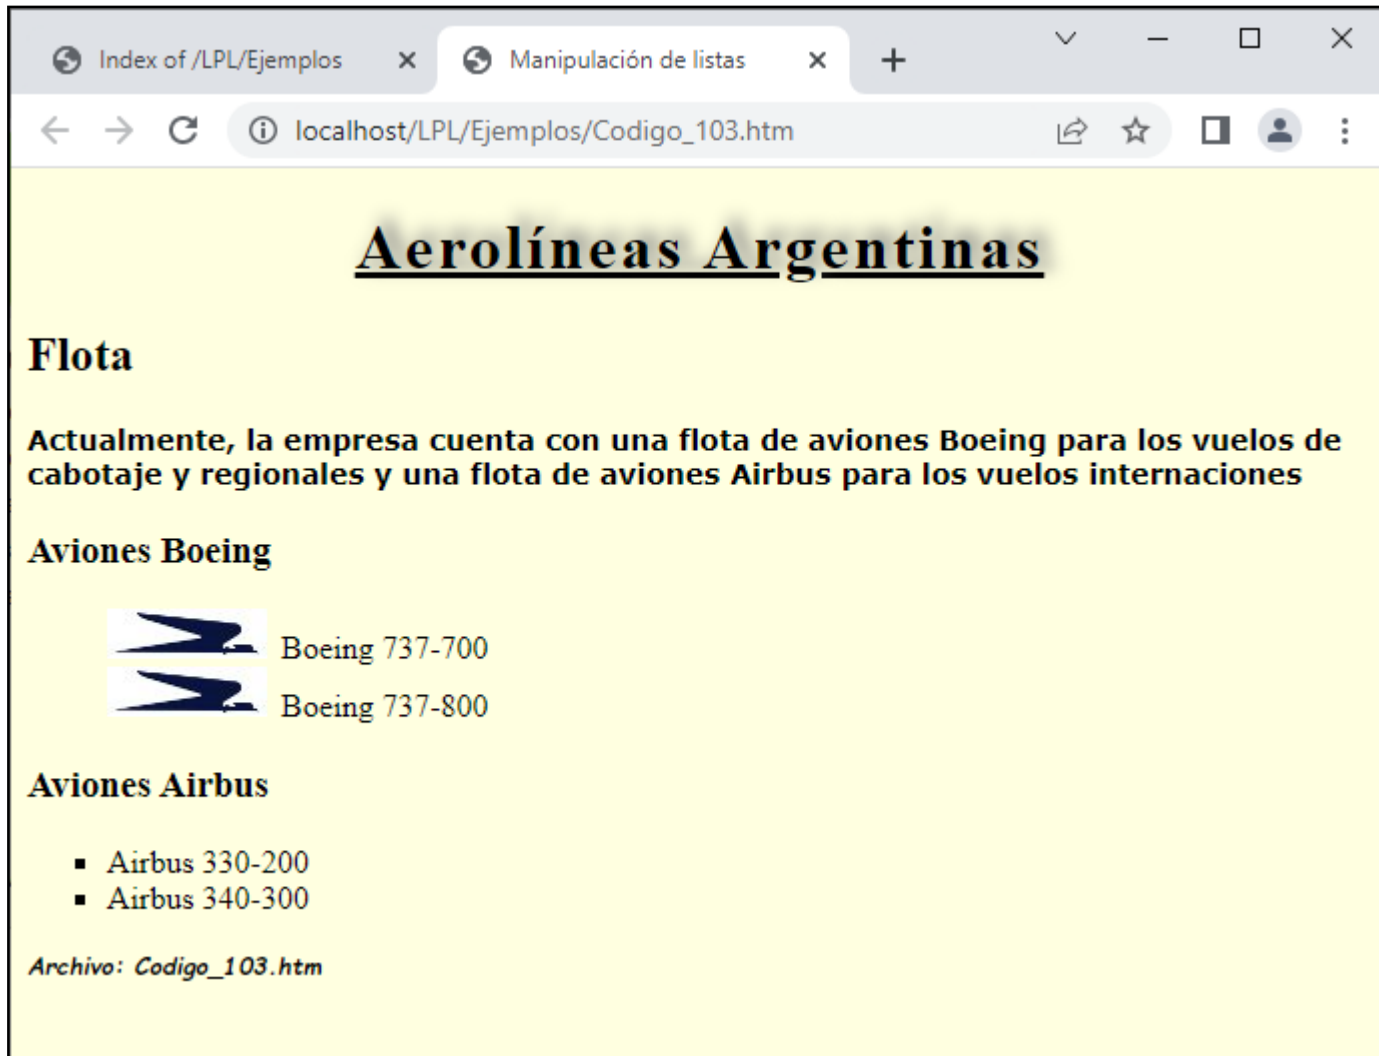 Index of /LPL/Ejemplos
Manipulación de listas
localhost/LPL/Ejemplos/Codigo_103.htm
Aerolíneas Argentinas
Flota
Actualmente, la empresa cuenta con una flota de aviones Boeing para los vuelos de
cabotaje y regionales y una flota de aviones Airbus para los vuelos internaciones
Aviones Boeing
Boeing 737-700
Boeing 737-800
Aviones Airbus
Airbus 330-200
Airbus 340-300
Archivo: Codigo_103.htm